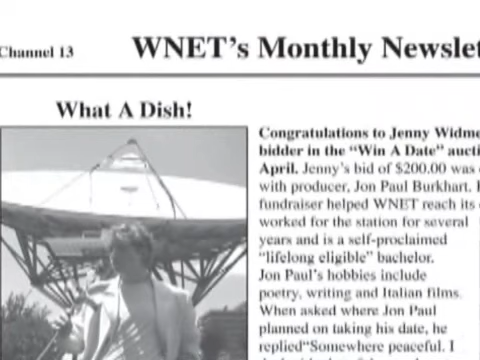 Channel 13
WNET's Monthly Newslet
What A Dish!
Congratulations to Jenny Widme
bidder in the "Win A Date" aucti
April. Jenny's bid of $200.00 was
with producer, Jon Paul Burkhart.
fundraiser helped WNET reach its
worked for the station for several
years and is a self-proclaimed
"lifelong eligible" bachelor.
Jon Paul's hobbies include
poetry, writing and Italian films.
When asked where Jon Paul
planned on taking his date, he
replied"Somewhere peaceful. I